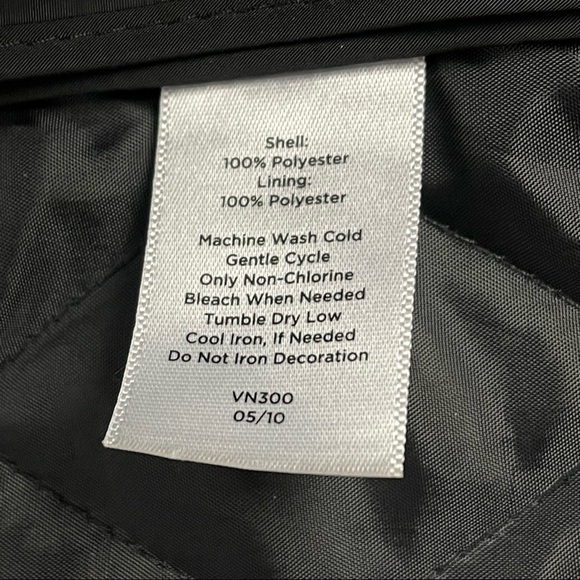 Shell:
100% Polyester
Lining:
100% Polyester
Machine Wash Cold
Gentle Cycle
Only Non-Chlorine
Bleach When Needed
Tumble Dry Low
Cool Iron, If Needed
Do Not Iron Decoration
VN300
05/10